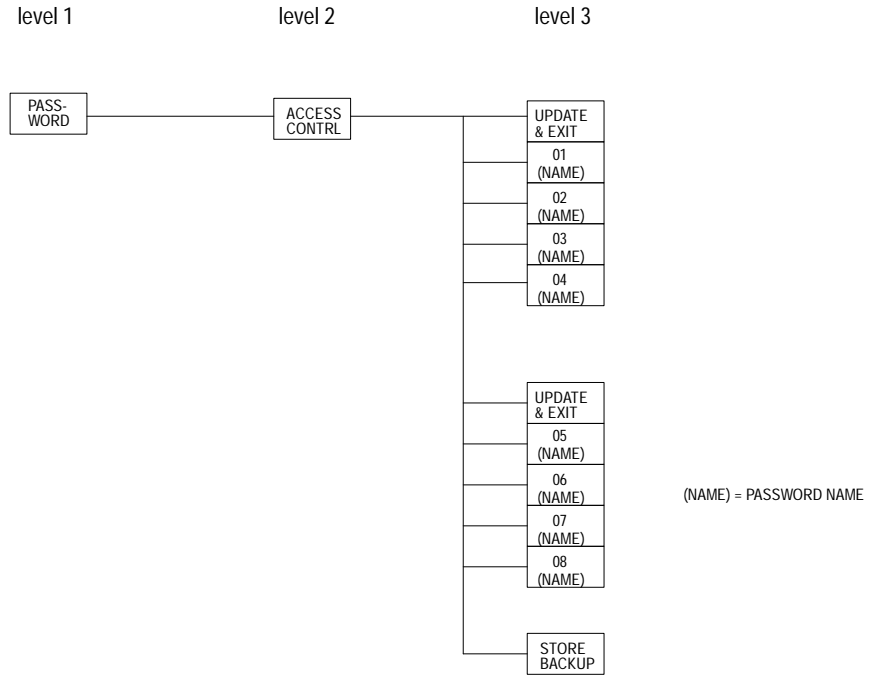 level 1
level 2
level 3
PASS-
WORD
ACCESS
CONTRL
UPDATE
& EXIT
01
(NAME)
02
(NAME)
03
(NAME)
04
(NAME)
UPDATE
& EXIT
05
(NAME)
06
(NAME)
07
(NAME)
08
(NAME)
(NAME) = PASSWORD NAME
STORE
BACKUP